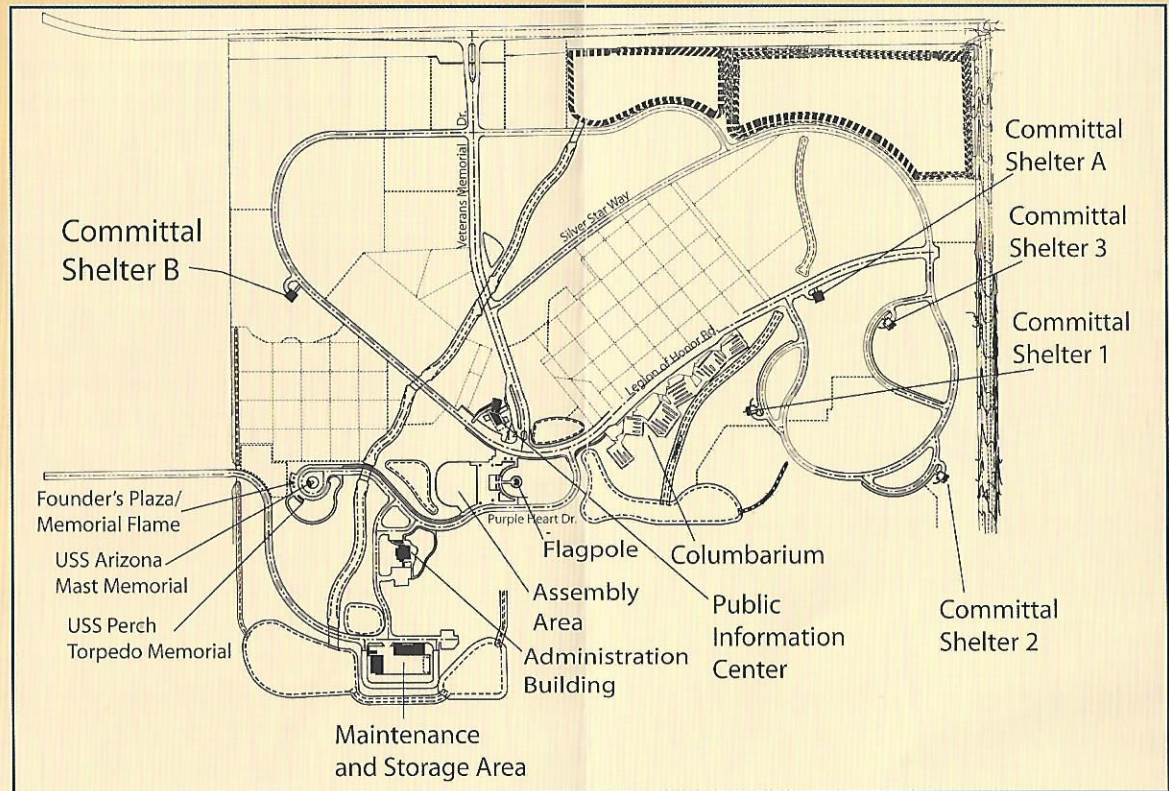 Veterans Memorial Dr.
Silver Star Way
Legion of Honor Rd
Purple Heart Dr.
Committal
Shelter A
Committal
Shelter B
Committal
Shelter 3
Committal
Shelter 1
Committal
Shelter 2
Founder's Plaza/
Memorial Flame
USS Arizona
Mast Memorial
USS Perch
Torpedo Memorial
Flagpole
Columbarium
Assembly
Area
Public
Information
Center
Administration
Building
Maintenance
and Storage Area